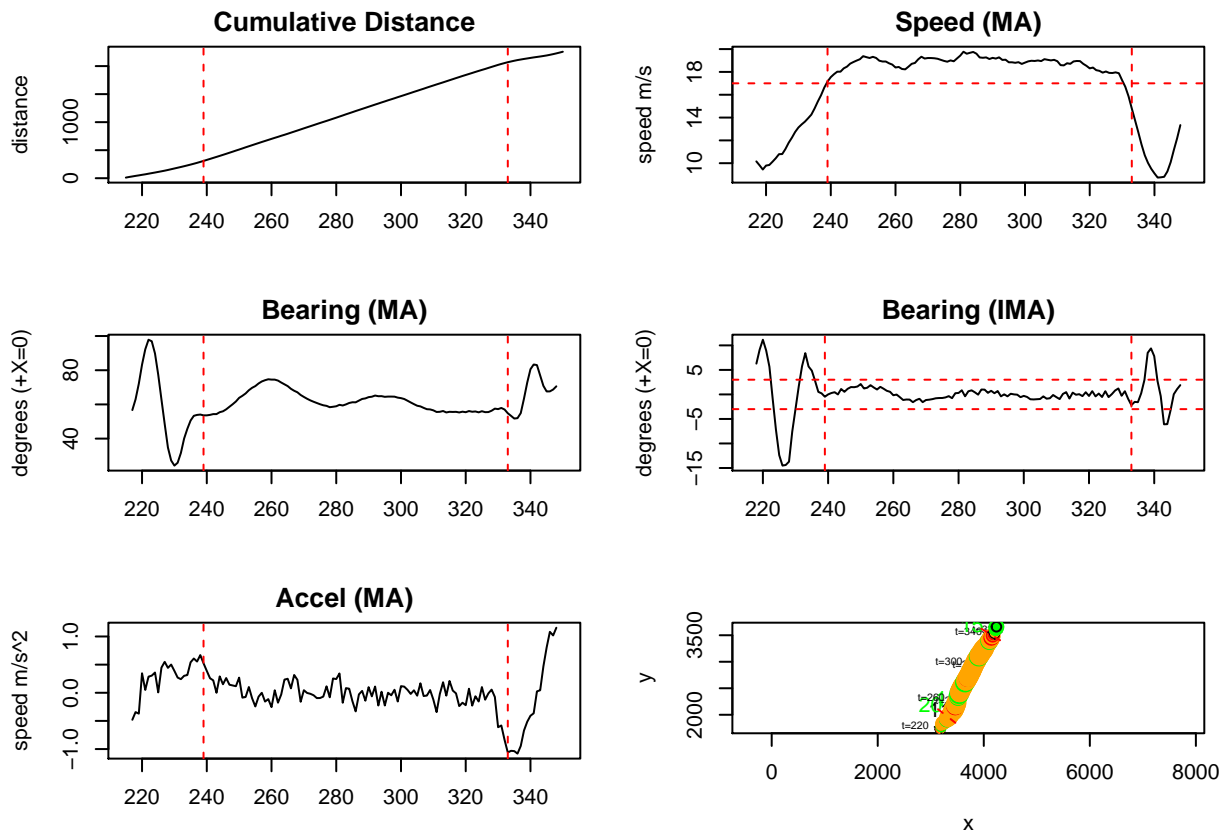 Cumulative Distance
distance
0 1000
220 240 260 280 300 320 340
Speed (MA)
speed m/s
10 14 18
220 240 260 280 300 320 340
Bearing (MA)
degrees (+X=0)
40 80
220 240 260 280 300 320 340
Bearing (IMA)
degrees (+X=0)
−15 −5 5
220 240 260 280 300 320 340
Accel (MA)
speed m/s^2
−1.0 0.0 1.0
220 240 260 280 300 320 340
y
2000 3500
t=340
t=300
t=260
t=220
0 2000 4000 6000 8000
x